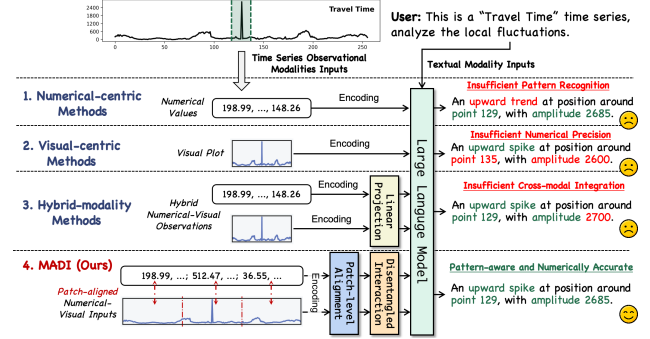 2400
1800
1200
600
0
Travel Time
0
50
100
150
200
250
User: This is a “Travel Time” time series,
analyze the local fluctuations.
Time Series Observational
Modalities Inputs
Textual Modality Inputs
1. Numerical-centric
Methods
Numerical
Values
198.99, ..., 148.26
Encoding
Insufficient Pattern Recognition
An upward trend at position around
point 129, with amplitude 2685.
2. Visual-centric
Methods
Visual Plot
Encoding
Insufficient Numerical Precision
An upward spike at position around
point 135, with amplitude 2600.
3. Hybrid-modality
Methods
Hybrid
Numerical-Visual
Observations
198.99, ..., 148.26
Encoding
Encoding
Linear
Projection
Large Languge Model
Insufficient Cross-modal Integration
An upward spike at position around
point 129, with amplitude 2700.
4. MADI (Ours)
Patch-aligned
Numerical-
Visual Inputs
198.99, ...; 512.47, ...; 36.55, ...
Encoding
Patch-level
Alignment
Disentangled
Interaction
Pattern-aware and Numerically Accurate
An upward spike at position around
point 129, with amplitude 2685.